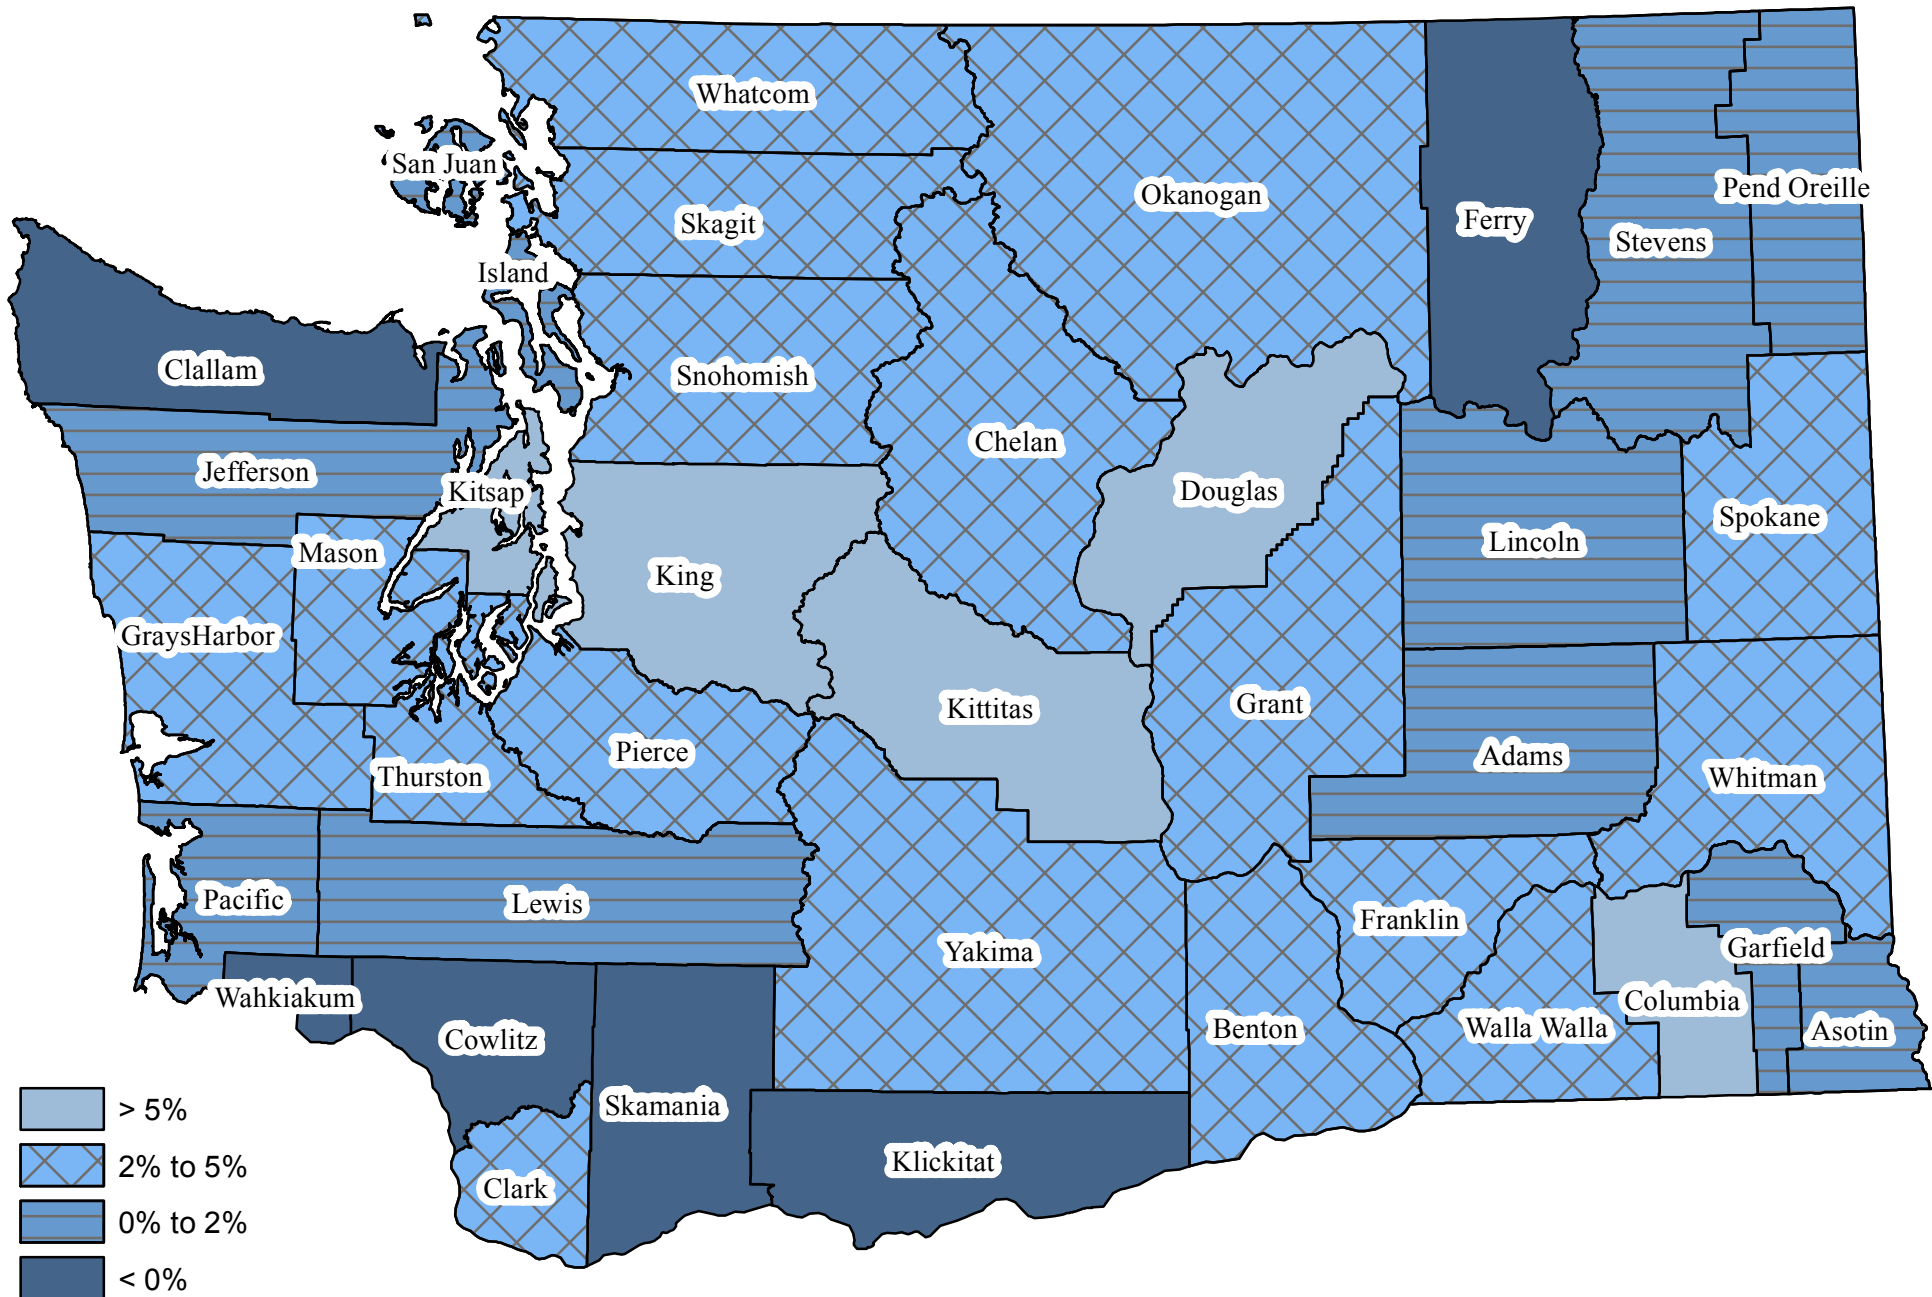 Whatcom
San Juan
Okanogan
Pend Oreille
Ferry
Skagit
Stevens
Island
Clallam
Snohomish
Chelan
Jefferson
Kitsap
Douglas
Spokane
Lincoln
Mason
King
GraysHarbor
Grant
Kittitas
Pierce
Adams
Thurston
Whitman
Pacific
Lewis
Franklin
Yakima
Garfield
Wahkiakum
Columbia
Benton
Walla Walla
Asotin
Cowlitz
Skamania
Klickitat
Clark
> 5%
2% to 5%
0% to 2%
< 0%